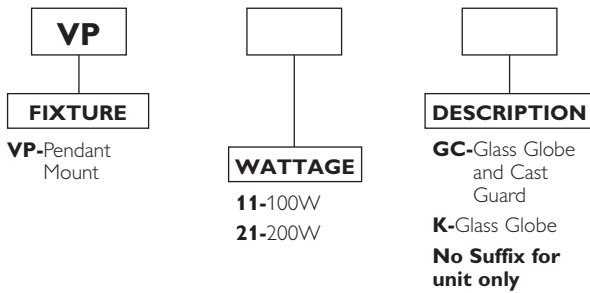 VP
FIXTURE
VP-Pendant
Mount
WATTAGE
11-100W
21-200W
DESCRIPTION
GC-Glass Globe
and Cast
Guard
K-Glass Globe
No Suffix for
unit only